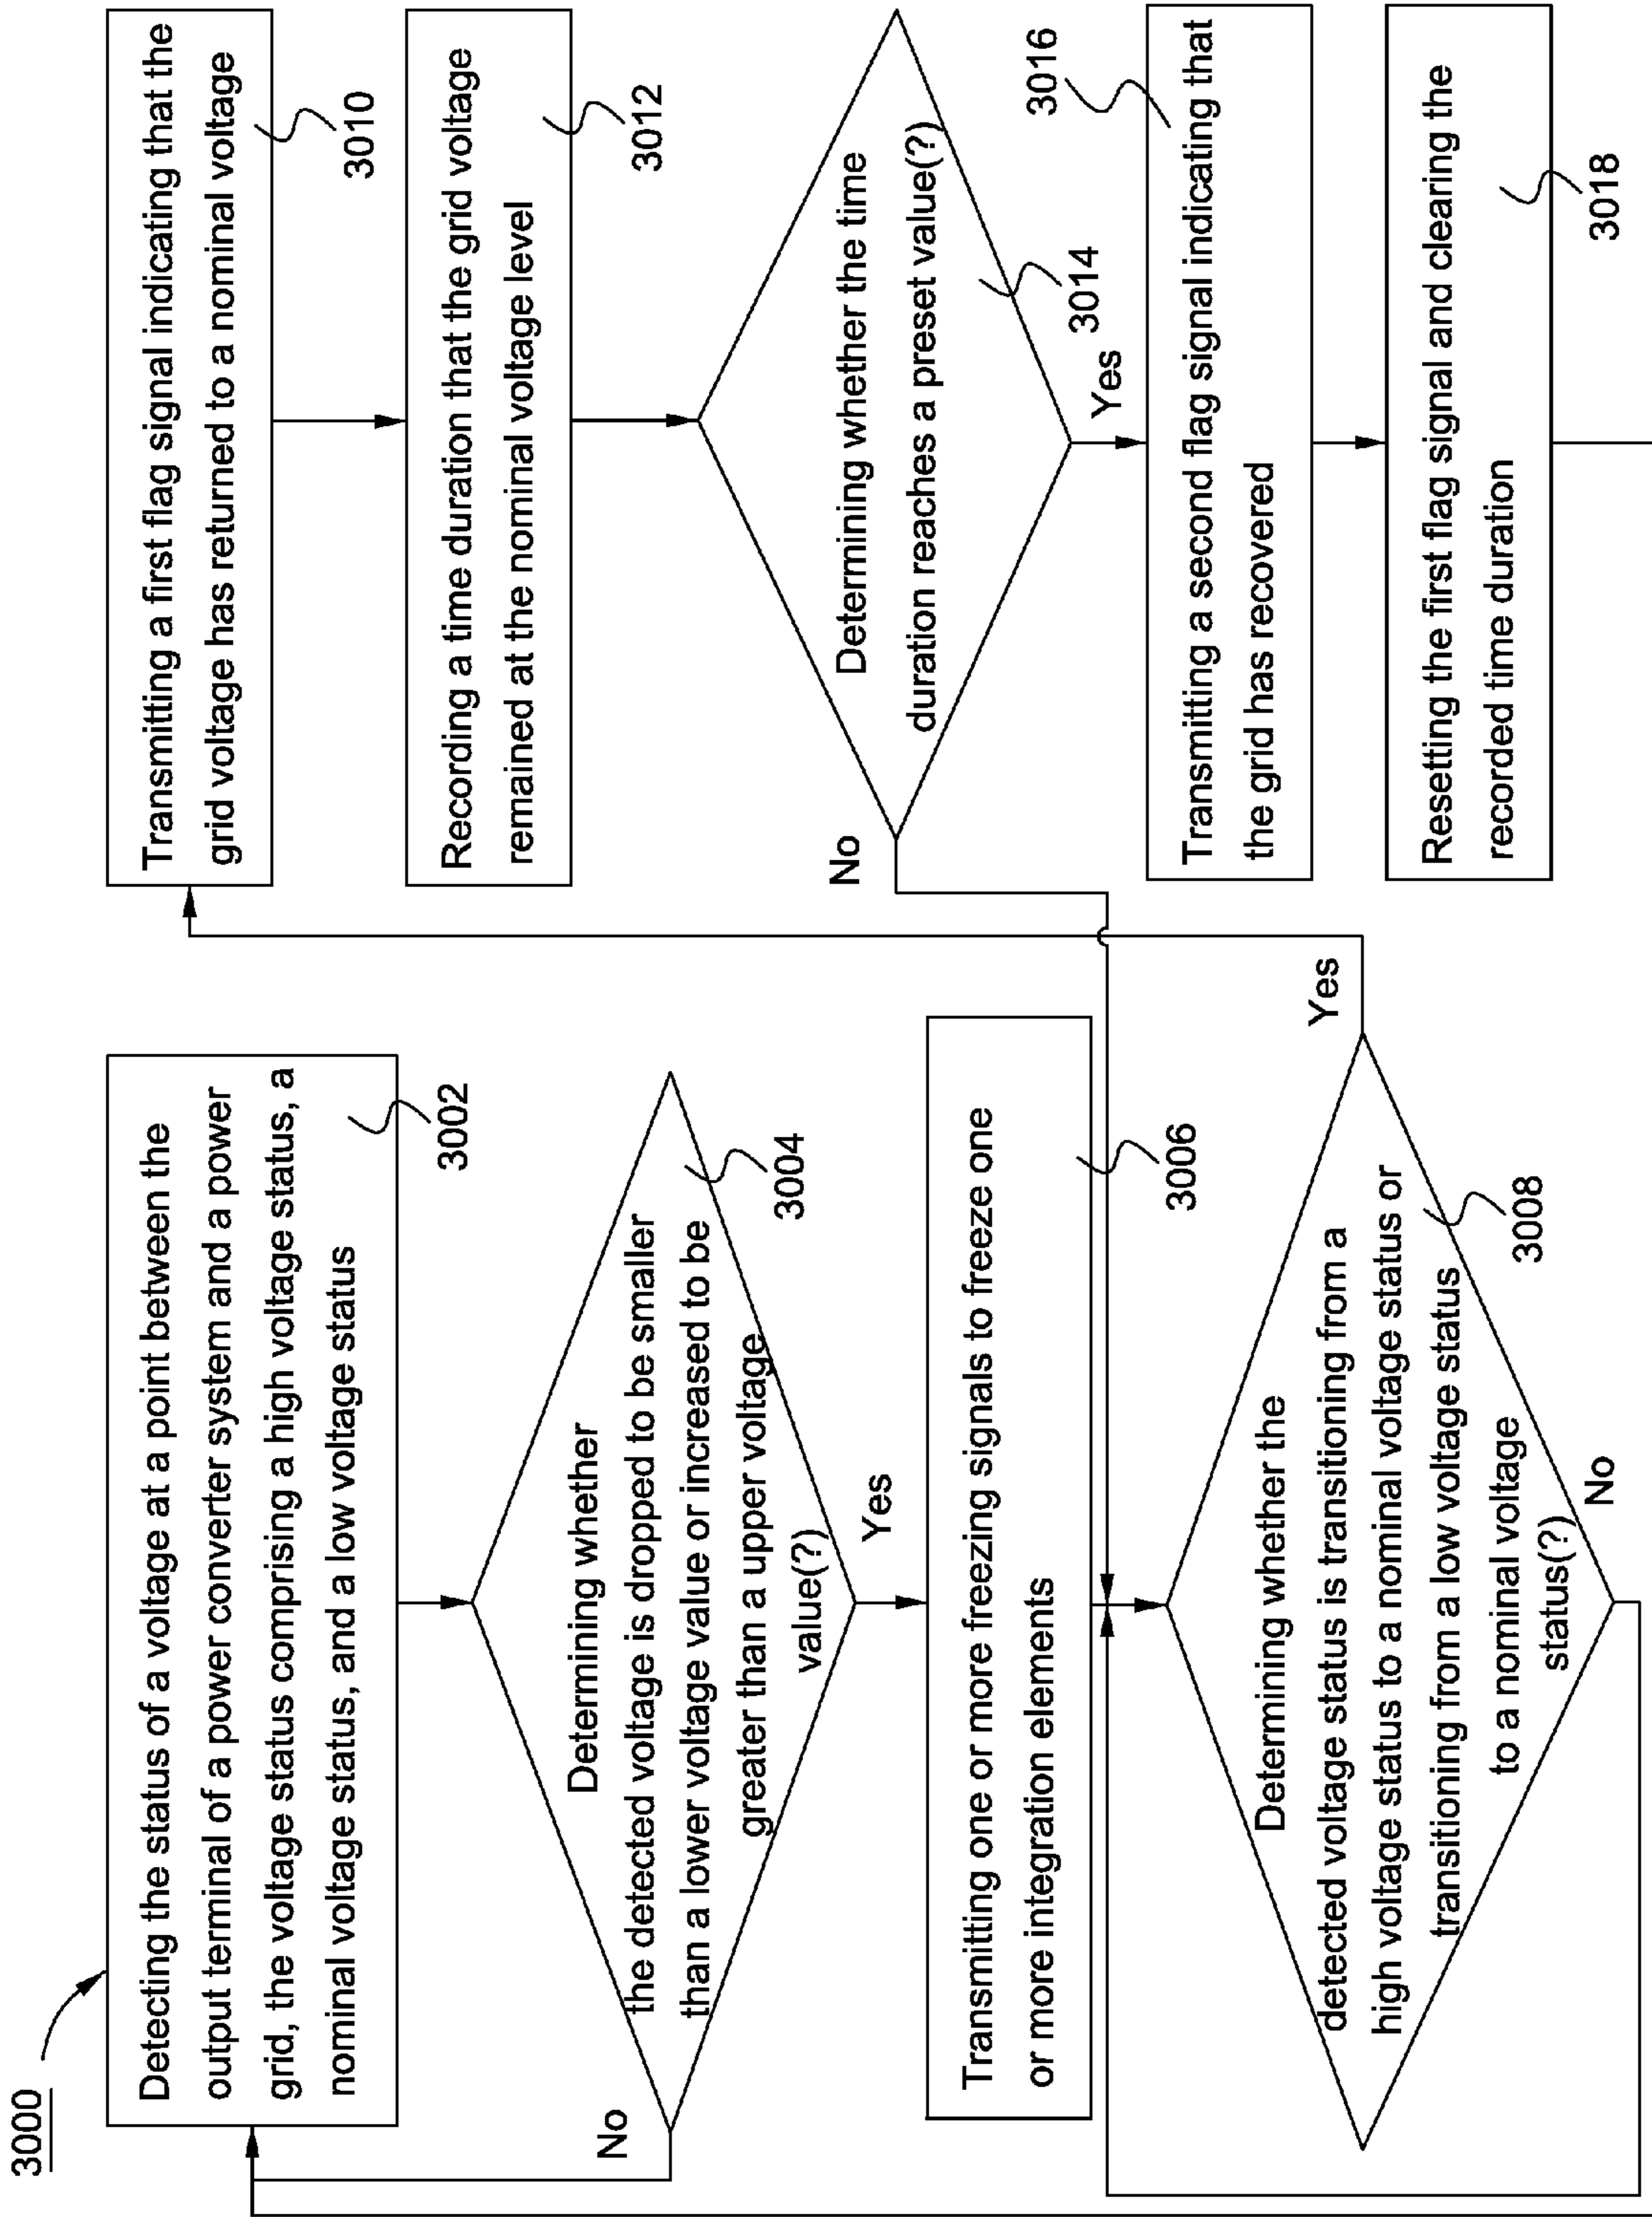 3000
Detecting the status of a voltage at a point between the
output terminal of a power converter system and a power
grid, the voltage status comprising a high voltage status, a
nominal voltage status, and a low voltage status
3002
Determining whether
the detected voltage is dropped to be smaller
than a lower voltage value or increased to be
greater than a upper voltage
value(?)
3004
No
Yes
Transmitting one or more freezing signals to freeze one
or more integration elements
3006
Determining whether the
detected voltage status is transitioning from a
high voltage status to a nominal voltage status or
transitioning from a low voltage status
to a nominal voltage
status(?)
3008
Yes
No
Transmitting a first flag signal indicating that the
grid voltage has returned to a nominal voltage
3010
Recording a time duration that the grid voltage
remained at the nominal voltage level
3012
Determining whether the time
duration reaches a preset value(?)
3014
No
Yes
Transmitting a second flag signal indicating that
the grid has recovered
3016
Resetting the first flag signal and clearing the
recorded time duration
3018